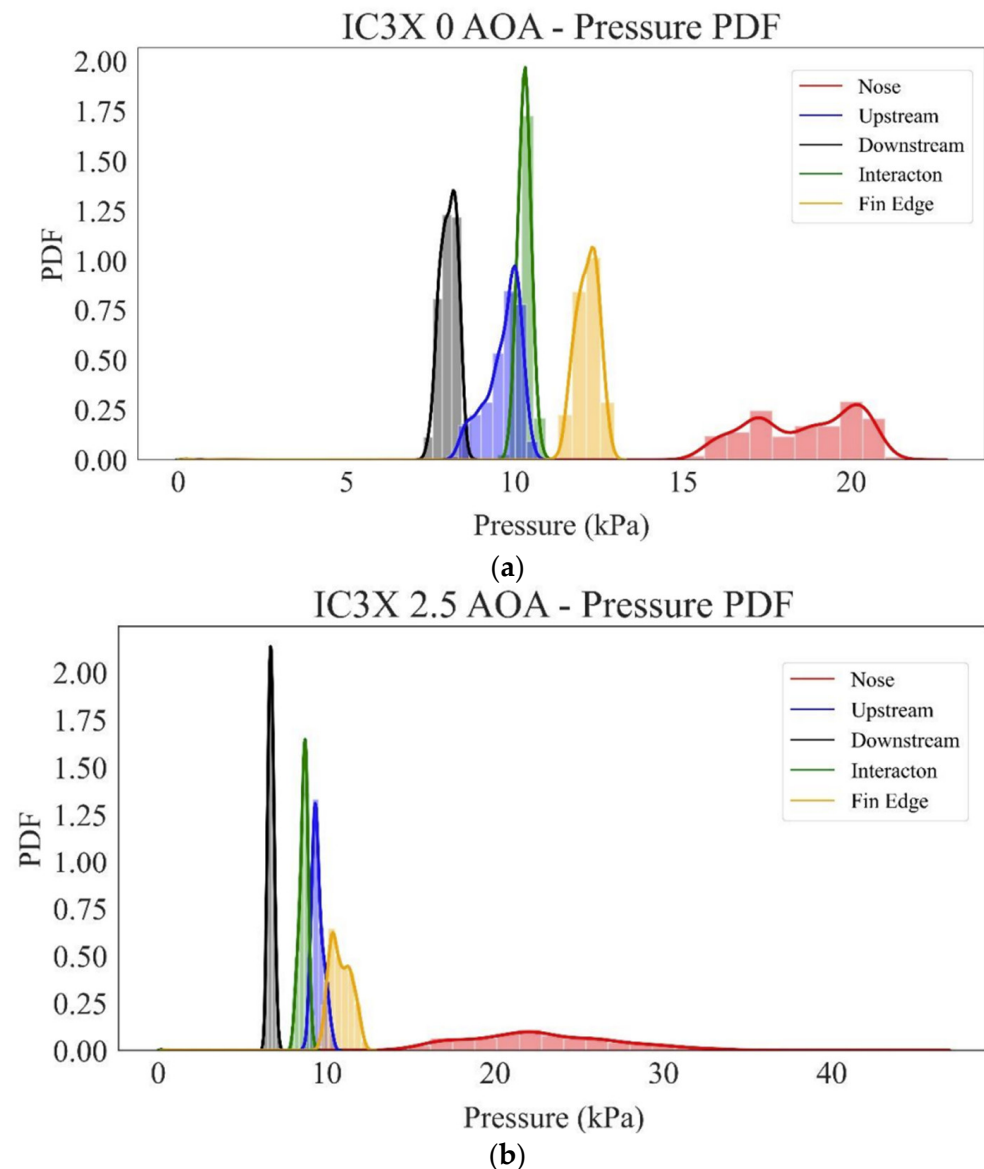 IC3X 0 AOA - Pressure PDF
2.00
1.75
1.50
1.25
1.00
0.75
0.50
0.25
0.00
PDF
Nose
Upstream
Downstream
Interacton
Fin Edge
0 5 10 15 20
Pressure (kPa)
(a)
IC3X 2.5 AOA - Pressure PDF
2.00
1.75
1.50
1.25
1.00
0.75
0.50
0.25
0.00
PDF
Nose
Upstream
Downstream
Interacton
Fin Edge
0 10 20 30 40
Pressure (kPa)
(b)